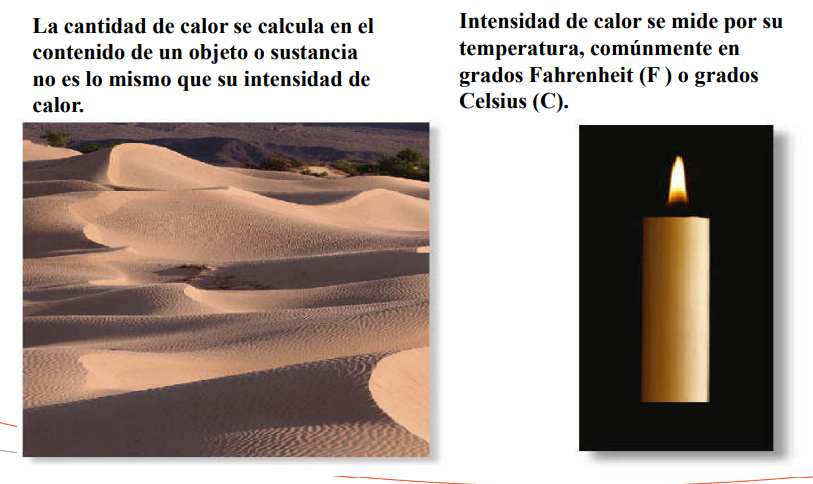 La cantidad de calor se calcula en el
contenido de un objeto o sustancia
no es lo mismo que su intensidad de
calor.
Intensidad de calor se mide por su
temperatura, comúnmente en
grados Fahrenheit (F ) o grados
Celsius (C).